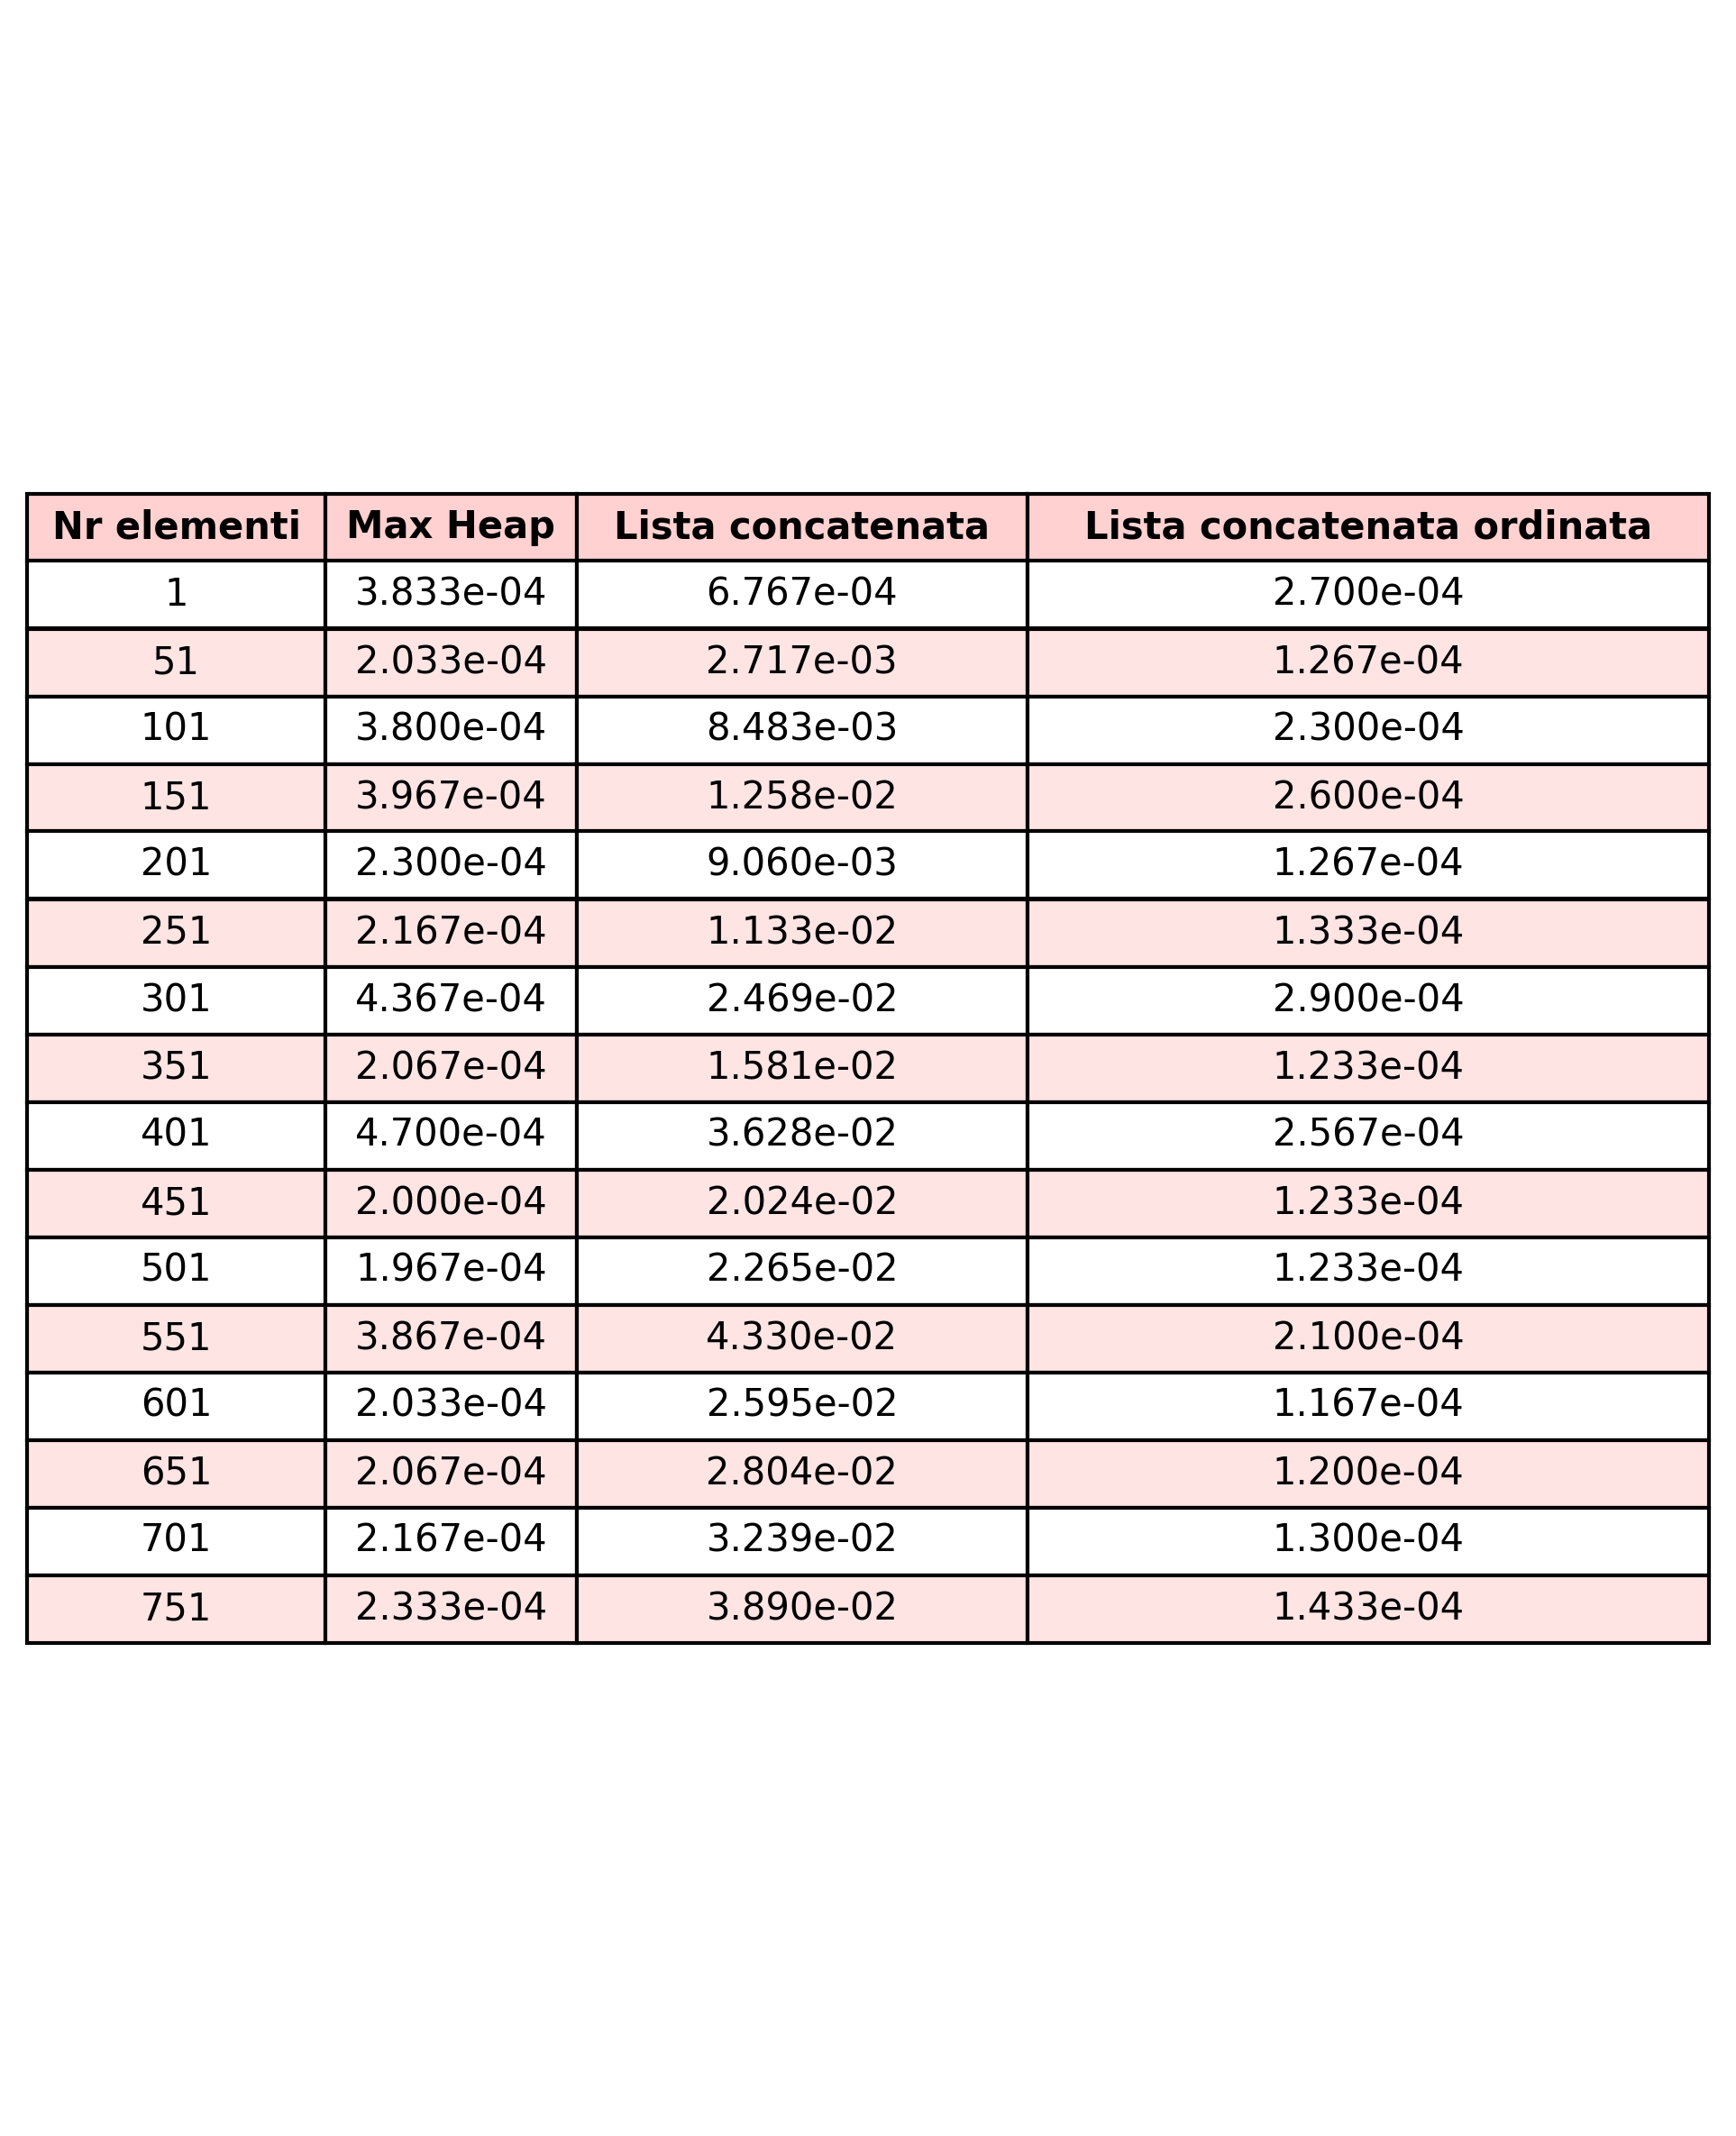 Nr elementi Max Heap Lista concatenata Lista concatenata ordinata
1 3.833e-04 6.767e-04 2.700e-04
51 2.033e-04 2.717e-03 1.267e-04
101 3.800e-04 8.483e-03 2.300e-04
151 3.967e-04 1.258e-02 2.600e-04
201 2.300e-04 9.060e-03 1.267e-04
251 2.167e-04 1.133e-02 1.333e-04
301 4.367e-04 2.469e-02 2.900e-04
351 2.067e-04 1.581e-02 1.233e-04
401 4.700e-04 3.628e-02 2.567e-04
451 2.000e-04 2.024e-02 1.233e-04
501 1.967e-04 2.265e-02 1.233e-04
551 3.867e-04 4.330e-02 2.100e-04
601 2.033e-04 2.595e-02 1.167e-04
651 2.067e-04 2.804e-02 1.200e-04
701 2.167e-04 3.239e-02 1.300e-04
751 2.333e-04 3.890e-02 1.433e-04